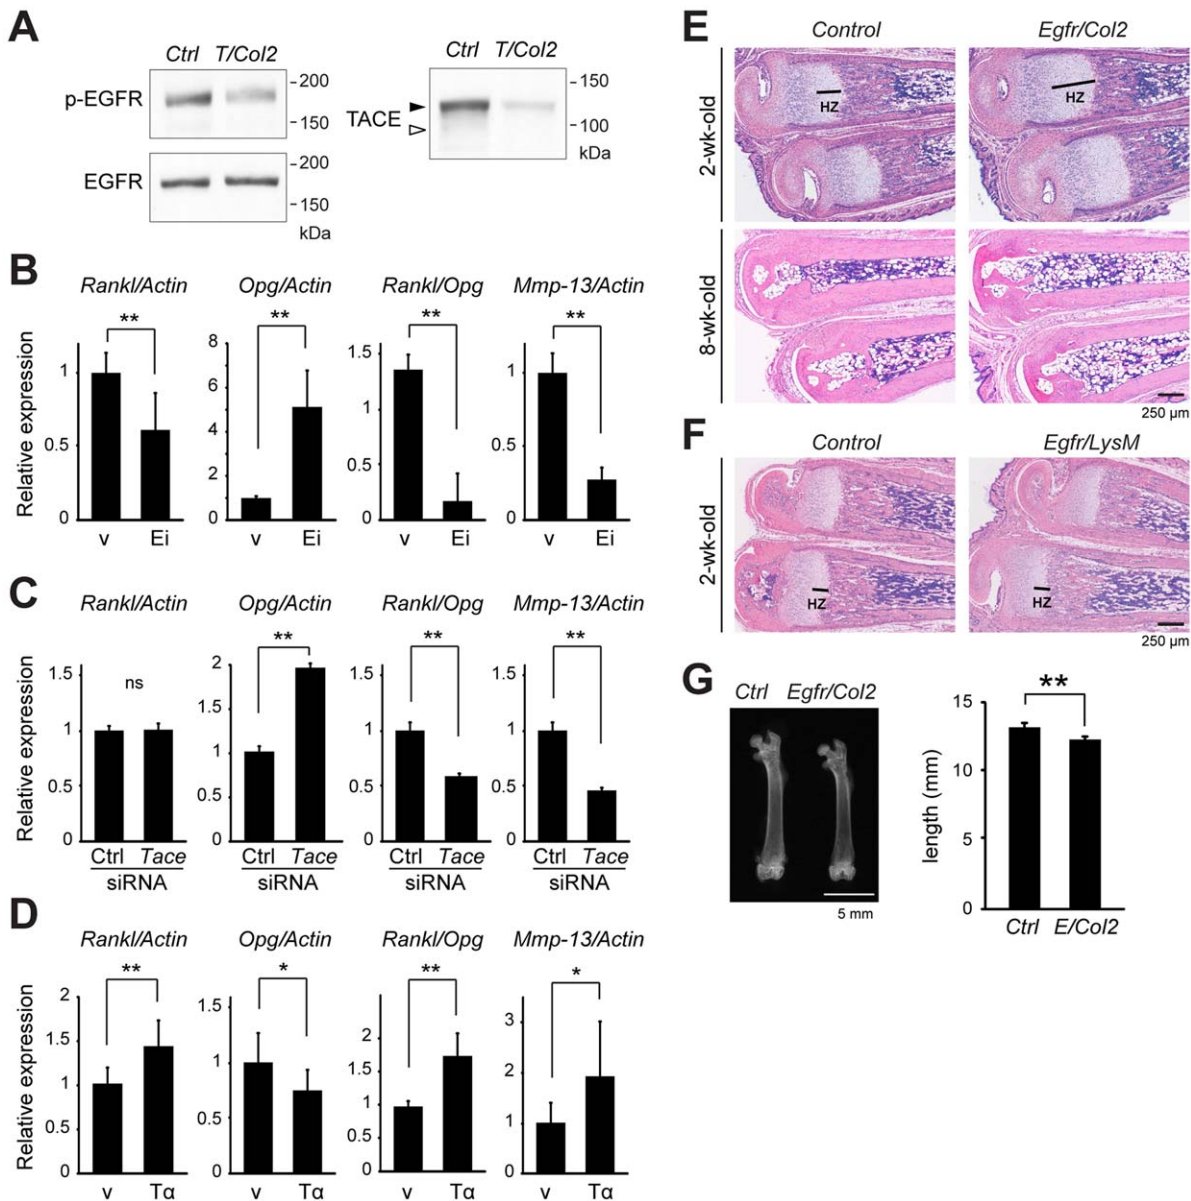 A
Ctrl T/Col2
p-EGFR
200
150
EGFR
200
150
kDa
Ctrl T/Col2
TACE
150
100
kDa
B
Relative expression
Rankl/Actin
**
1
0.5
0
v Ei
Opg/Actin
**
8
6
4
2
0
v Ei
Rankl/Opg
**
1.5
1
0.5
0
v Ei
Mmp-13/Actin
**
1
0.5
0
v Ei
C
Relative expression
Rankl/Actin
ns
1.5
1
0.5
0
Ctrl Tace
siRNA
Opg/Actin
**
2
1.5
1
0.5
0
Ctrl Tace
siRNA
Rankl/Opg
**
1.5
1
0.5
0
Ctrl Tace
siRNA
Mmp-13/Actin
**
1.5
1
0.5
0
Ctrl Tace
siRNA
D
Relative expression
Rankl/Actin
**
2
1.5
1
0.5
0
v Tα
Opg/Actin
*
1.5
1
0.5
0
v Tα
Rankl/Opg
**
2
1.5
1
0.5
0
v Tα
Mmp-13/Actin
*
3
2
1
0
v Tα
E
Control Egfr/Col2
2-wk-old
HZ HZ
8-wk-old
250 µm
F
Control Egfr/LysM
2-wk-old
HZ HZ
250 µm
G
Ctrl Egfr/Col2
5 mm
**
length (mm)
15
10
5
0
Ctrl E/Col2